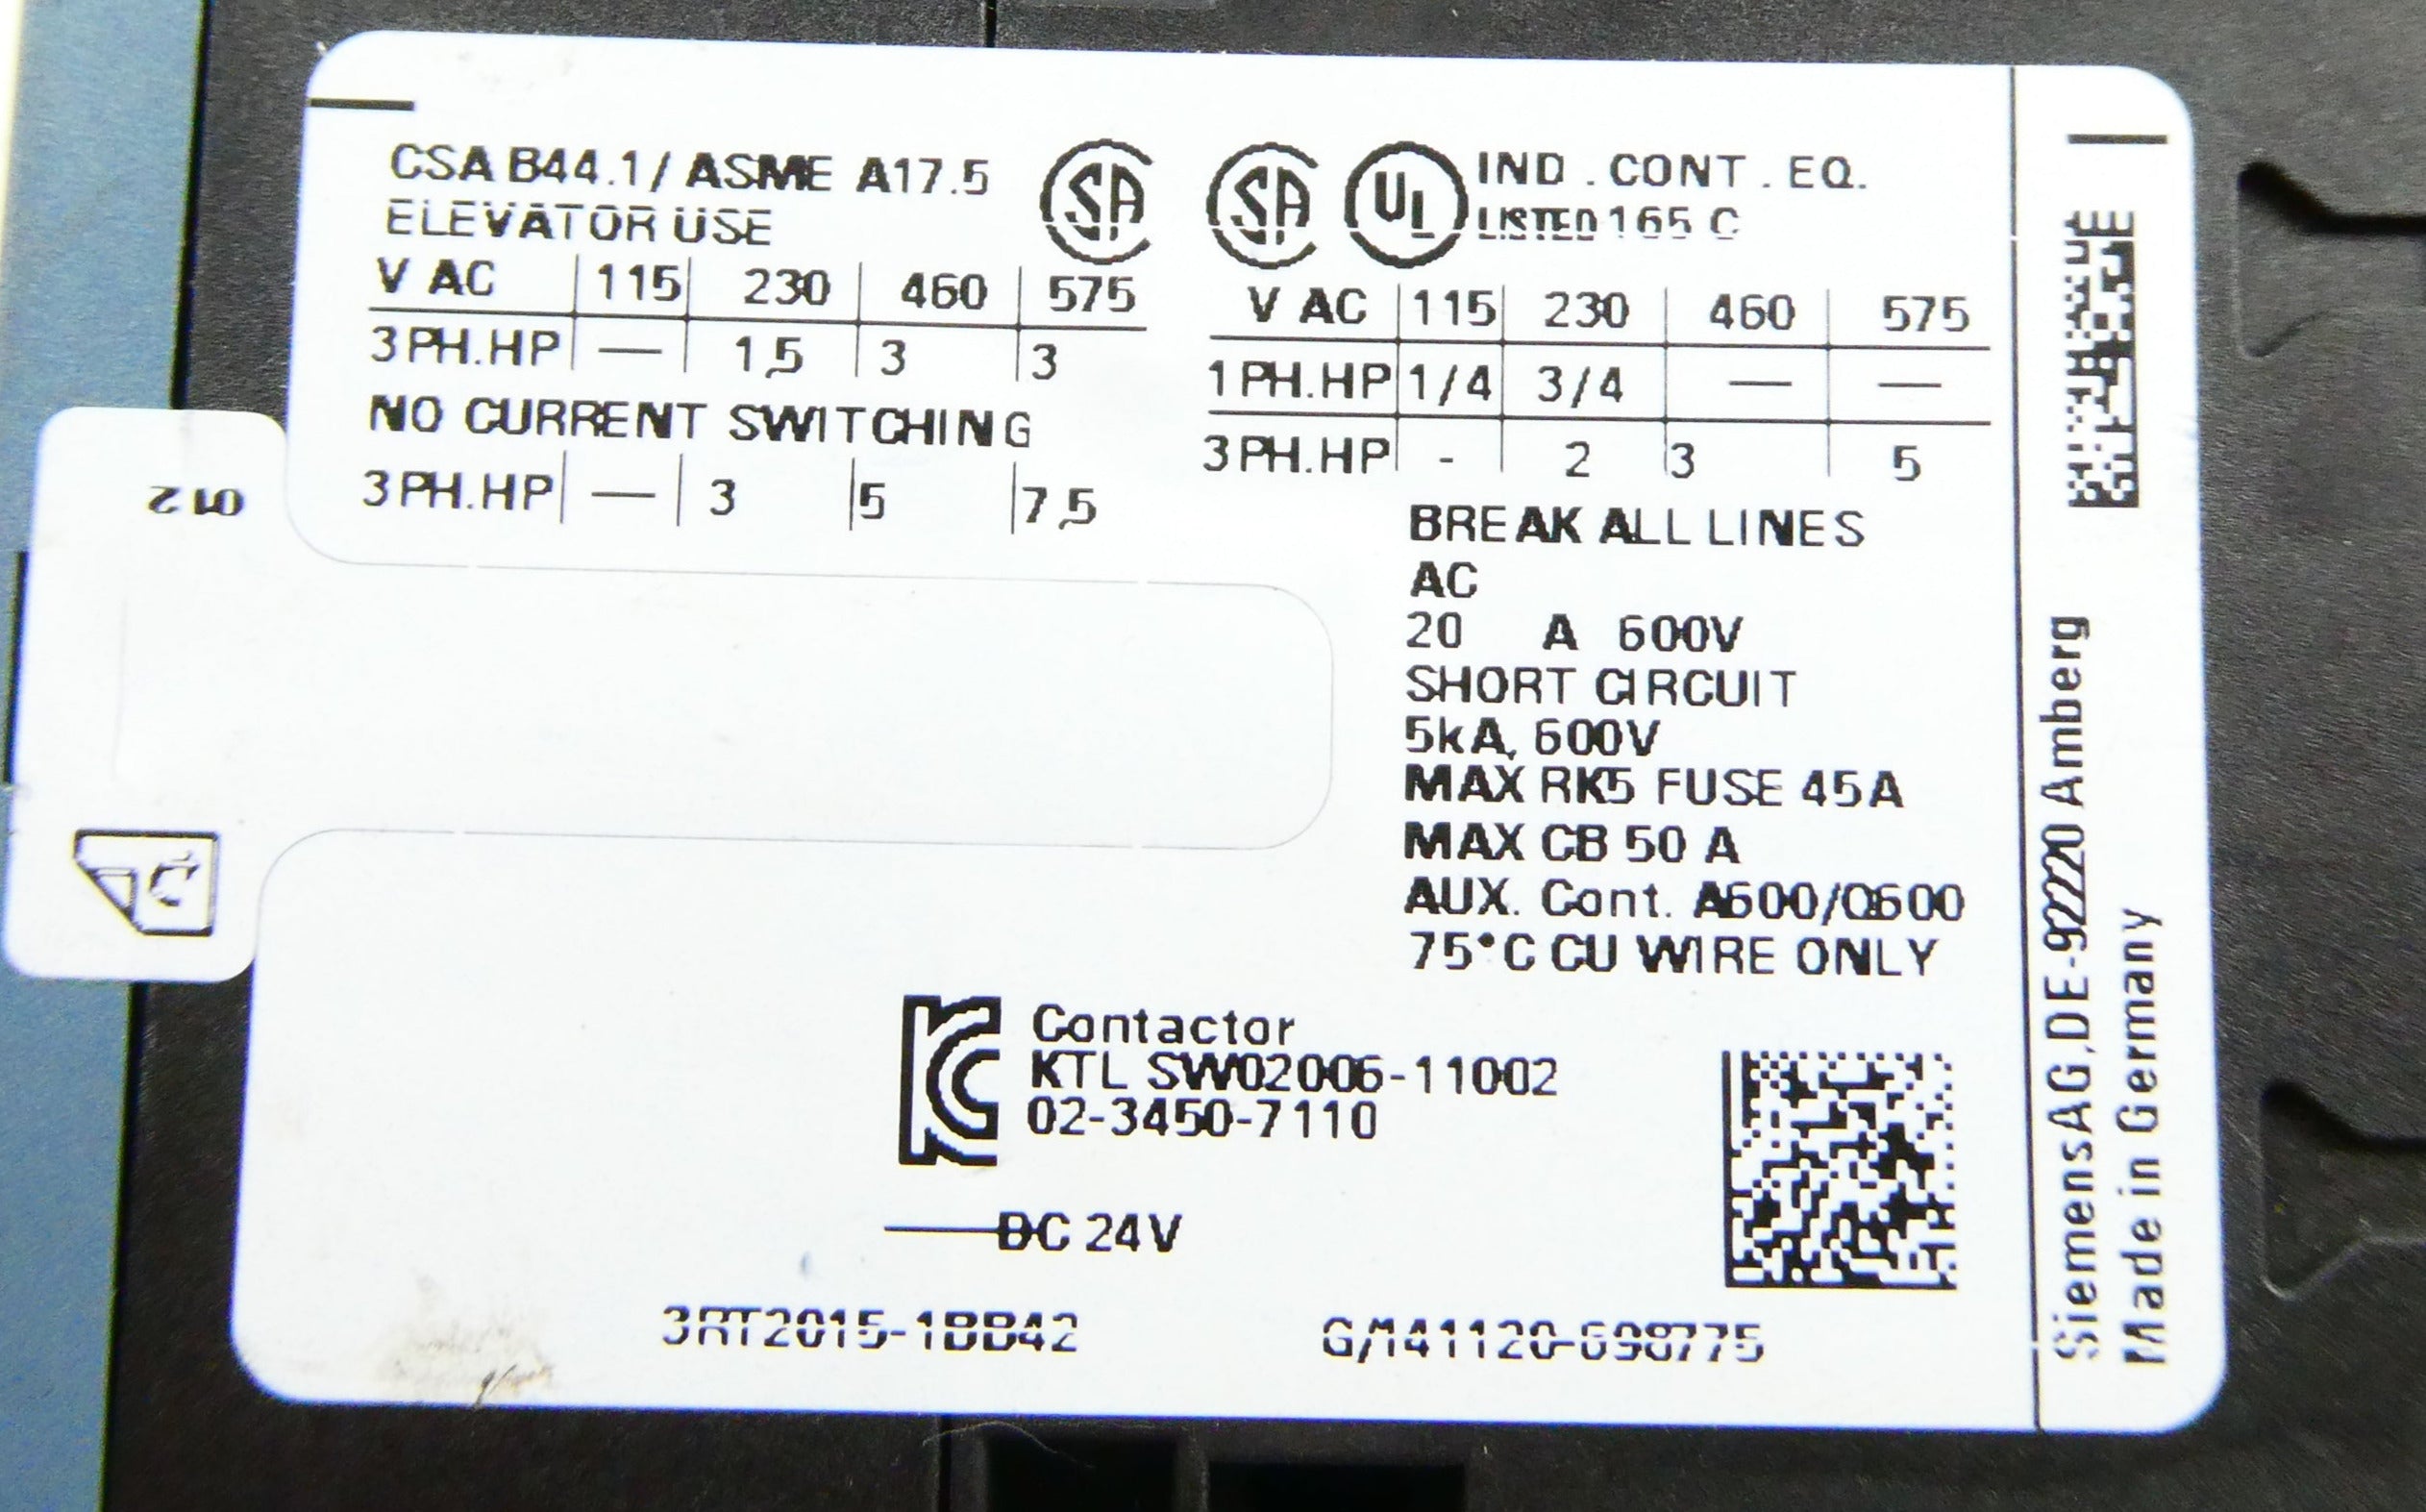 CSA B44.1/ ASME A17.5
ELEVATOR USE
V AC 115 230 460 575
3PH.HP — 1,5 3 3
NO CURRENT SWITCHING
3PH.HP — 3 5 7,5
SA
SA
UL
IND . CONT . EQ.
LISTED 165 C
V AC 115 230 460 575
1PH.HP 1/4 3/4 — —
3PH.HP - 2 3 5
BREAK ALL LINES
AC
20 A 600V
SHORT CIRCUIT
5kA, 600V
MAX RK5 FUSE 45A
MAX CB 50 A
AUX. Cont. A600/Q600
75°C CU WIRE ONLY
012
Contactor
KTL SW02006-11002
02-3450-7110
DC 24V
3RT2015-1BB42
G/141120-698775
SiemensAG,DE-92220 Amberg
Made in Germany